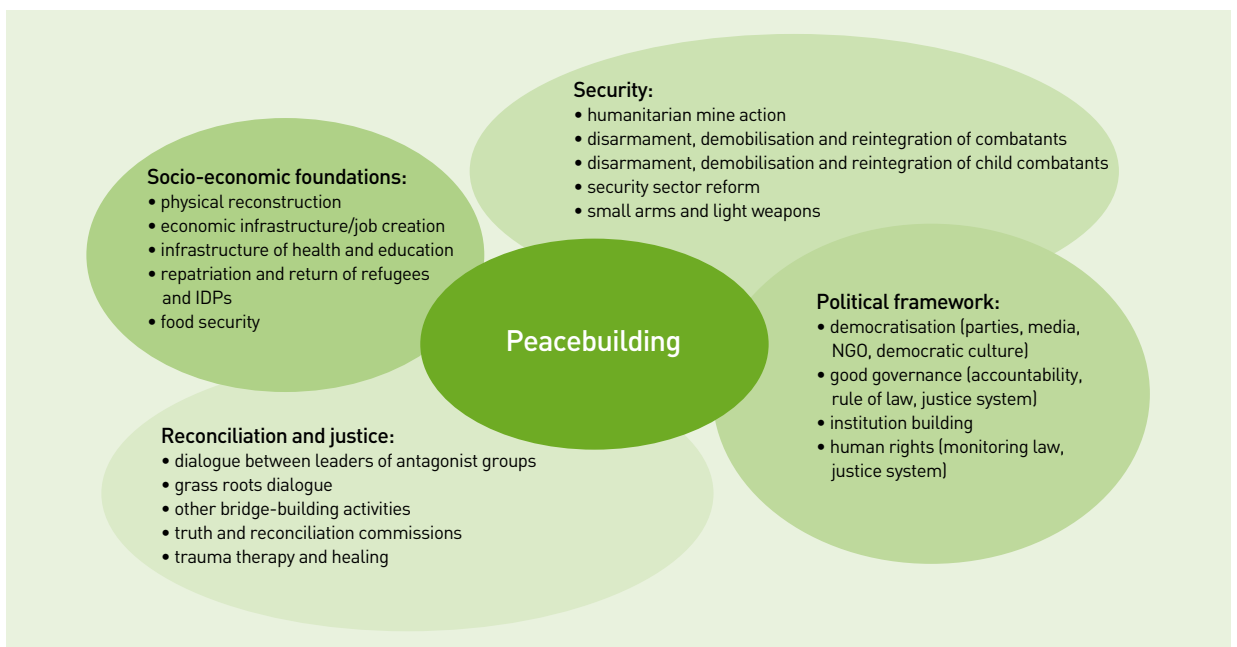 Security:
• humanitarian mine action
• disarmament, demobilisation and reintegration of combatants
• disarmament, demobilisation and reintegration of child combatants
• security sector reform
• small arms and light weapons
Socio-economic foundations:
• physical reconstruction
• economic infrastructure/job creation
• infrastructure of health and education
• repatriation and return of refugees
and IDPs
• food security
Peacebuilding
Political framework:
• democratisation (parties, media,
NGO, democratic culture)
• good governance (accountability,
rule of law, justice system)
• institution building
• human rights (monitoring law,
justice system)
Reconciliation and justice:
• dialogue between leaders of antagonist groups
• grass roots dialogue
• other bridge-building activities
• truth and reconciliation commissions
• trauma therapy and healing